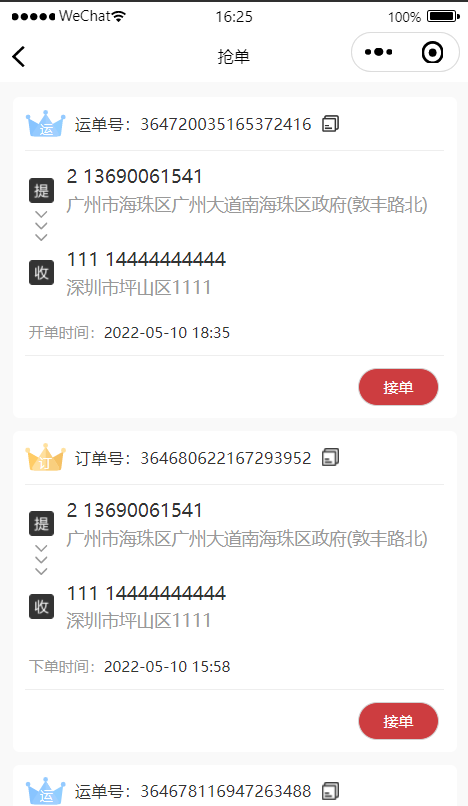 WeChat 16:25 100%
抢单
运 运单号：364720035165372416
提 2 13690061541
广州市海珠区广州大道南海珠区政府(敦丰路北)
收 111 14444444444
深圳市坪山区1111
开单时间：2022-05-10 18:35
接单
订 订单号：364680622167293952
提 2 13690061541
广州市海珠区广州大道南海珠区政府(敦丰路北)
收 111 14444444444
深圳市坪山区1111
下单时间：2022-05-10 15:58
接单
运 运单号：364678116947263488